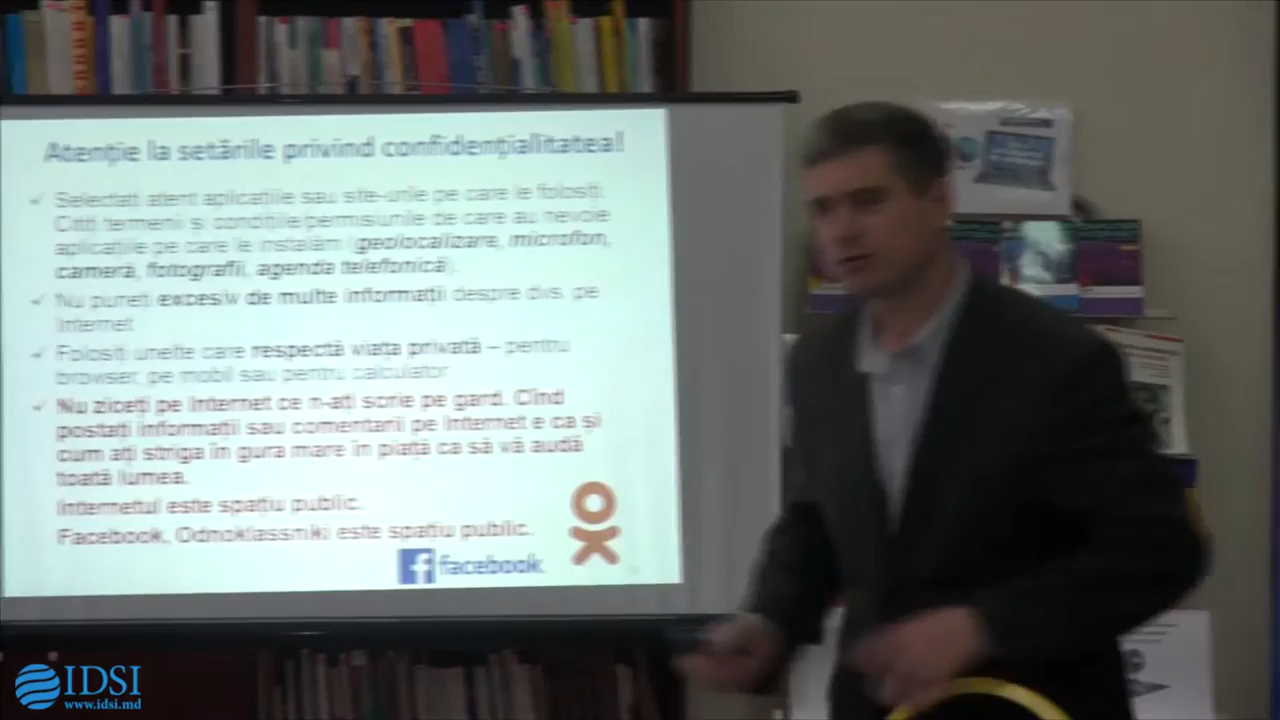 Atenție la setările privind confidențialitatea!
Selectați atent aplicațiile sau site-urile pe care le folosiți.
Citiți termenii și condițiile/permisiunile de care au nevoie
aplicațiile pe care le instalăm (geolocalizare, microfon,
cameră, fotografii, agenda telefonică).
Nu puneți excesiv de multe informații despre dvs. pe
Internet
Folosiți unelte care respectă viața privată – pentru
browser, pe mobil sau pentru calculator
Nu ziceți pe Internet ce n-ați scrie pe gard. Cînd
postați informații sau comentarii pe Internet e ca și
cum ați striga în gura mare în piață ca să vă audă
toată lumea.
Internetul este spațiu public.
Facebook, Odnoklassniki este spațiu public.
facebook.
IDSI
www.idsi.md